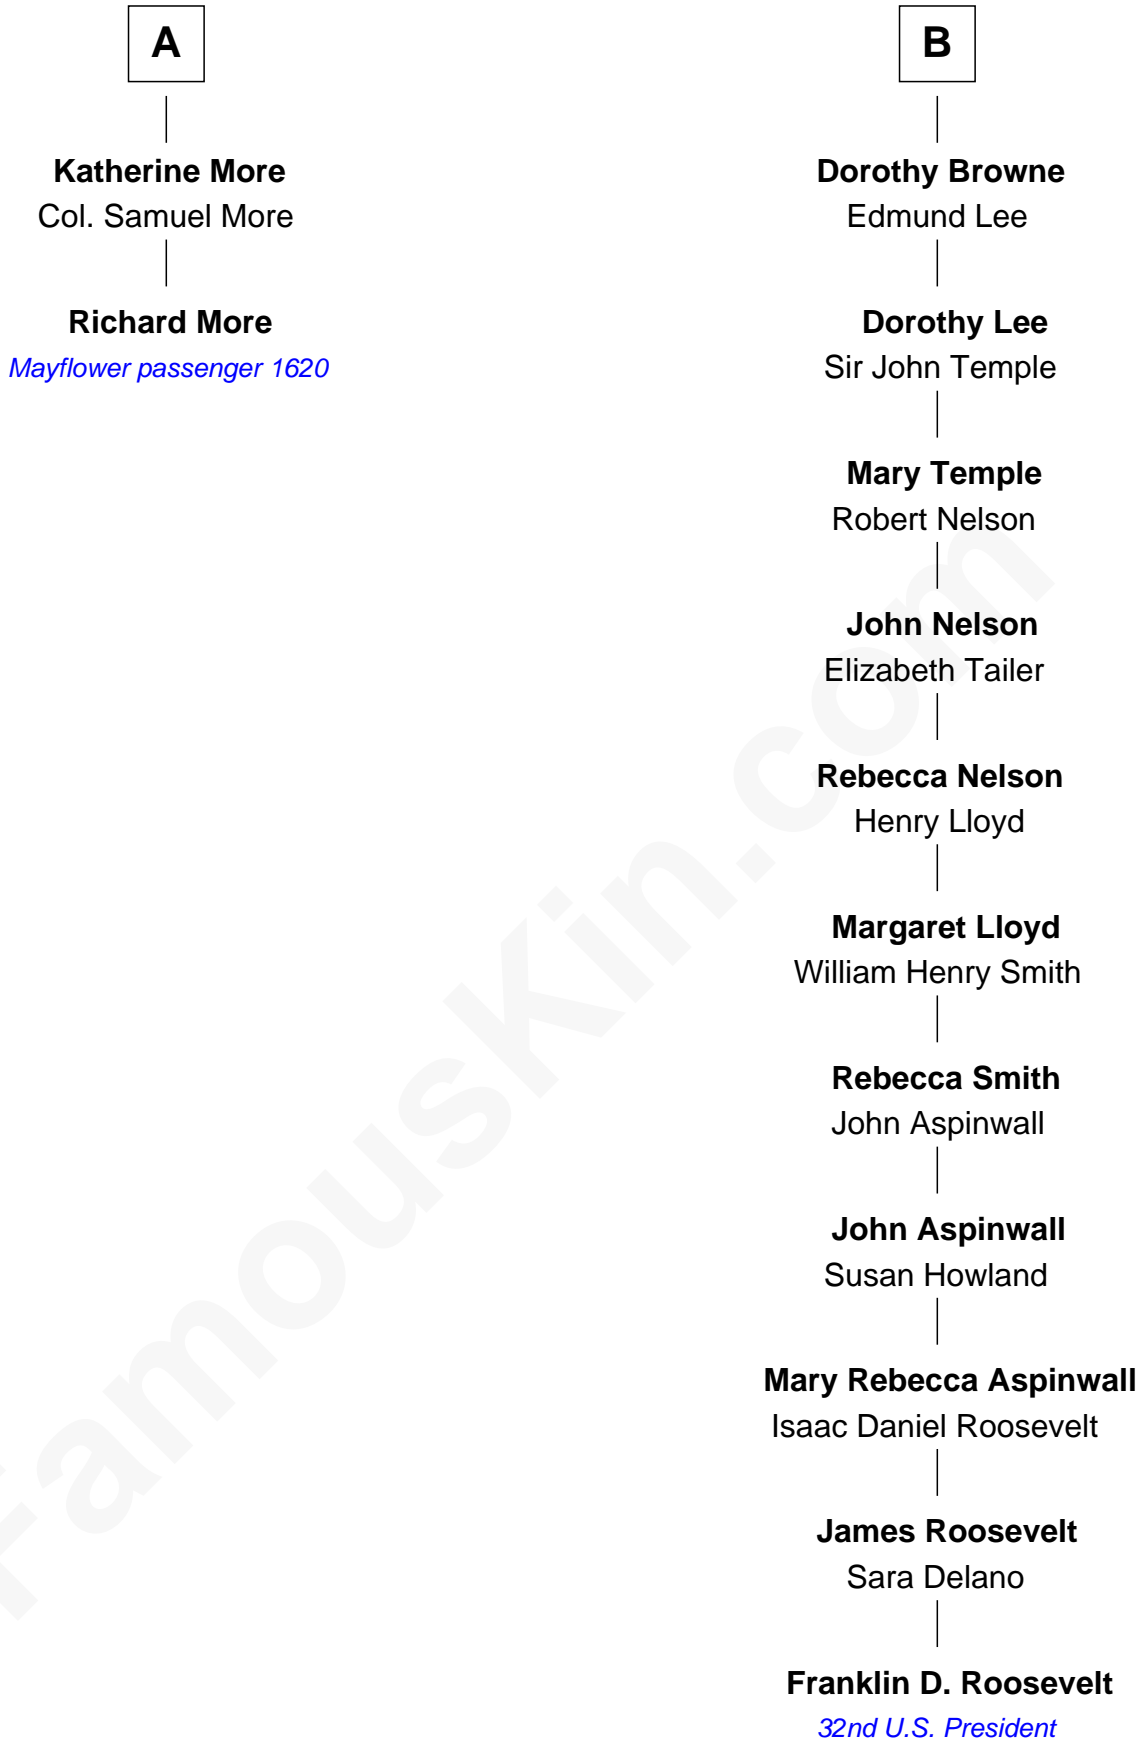 A
B
Katherine More
Col. Samuel More
Richard More
Mayflower passenger 1620
Dorothy Browne
Edmund Lee
Dorothy Lee
Sir John Temple
Mary Temple
Robert Nelson
John Nelson
Elizabeth Tailer
Rebecca Nelson
Henry Lloyd
Margaret Lloyd
William Henry Smith
Rebecca Smith
John Aspinwall
John Aspinwall
Susan Howland
Mary Rebecca Aspinwall
Isaac Daniel Roosevelt
James Roosevelt
Sara Delano
Franklin D. Roosevelt
32nd U.S. President
FamousKin.com